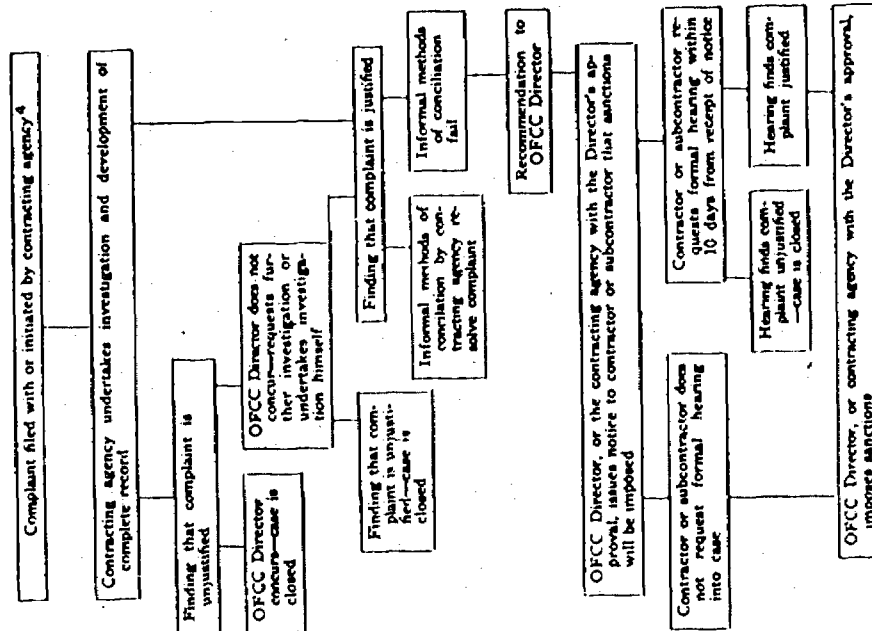 Complaint filed with or initiated by contracting agency⁴
Contracting agency undertakes investigation and development of
complete record
Finding that complaint is
unjustified
OFCC Director
concurs—case is
closed
OFCC Director does not
concur—requests fur-
ther investigation or
undertakes investiga-
tion himself
Finding that com-
plaint is unjusti-
fied—case is
closed
Finding that complaint is justified
Informal methods of
concilation by con-
tracting agency re-
solve complaint
Informal methods
of conciliation
fail
Recommendation to
OFCC Director
OFCC Director, or the contracting agency with the Director's ap-
proval, issues notice to contractor or subcontractor that sanctions
will be imposed
Contractor or subcontractor does
not request formal hearing
into case
Contractor or subcontractor re-
quests formal hearing within
10 days from receipt of notice
Hearing finds com-
plaint unjustified
—case is closed
Hearing finds com-
plaint justified
OFCC Director, or contracting agency with the Director's approval,
imposes sanctions